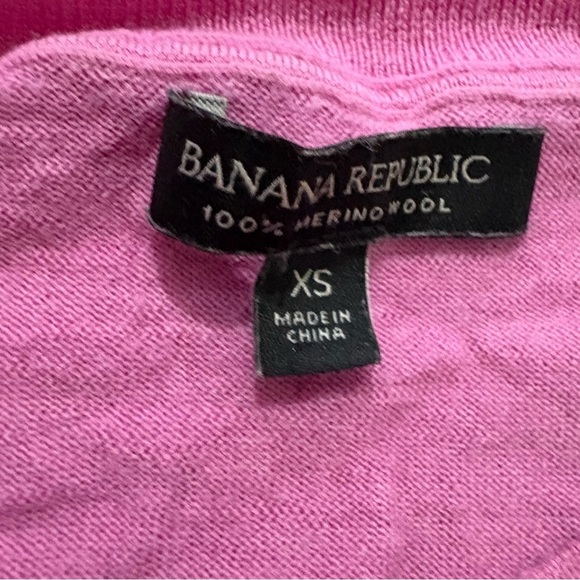 BANANA REPUBLIC
100% MERINO WOOL
XS
MADE IN
CHINA